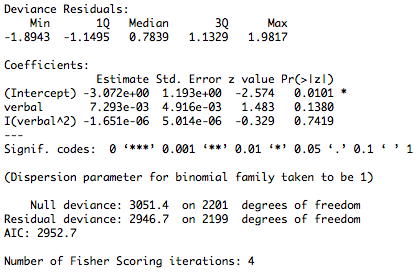 Deviance Residuals:
    Min       1Q   Median       3Q      Max
-1.8943  -1.1495   0.7839   1.1329   1.9817

Coefficients:
              Estimate Std. Error z value Pr(>|z|)
(Intercept) -3.072e+00  1.193e+00  -2.574   0.0101 *
verbal       7.293e-03  4.916e-03   1.483   0.1380
I(verbal^2) -1.651e-06  5.014e-06  -0.329   0.7419
---
Signif. codes:  0 ‘***’ 0.001 ‘**’ 0.01 ‘*’ 0.05 ‘.’ 0.1 ‘ ’ 1

(Dispersion parameter for binomial family taken to be 1)

    Null deviance: 3051.4  on 2201  degrees of freedom
Residual deviance: 2946.7  on 2199  degrees of freedom
AIC: 2952.7

Number of Fisher Scoring iterations: 4